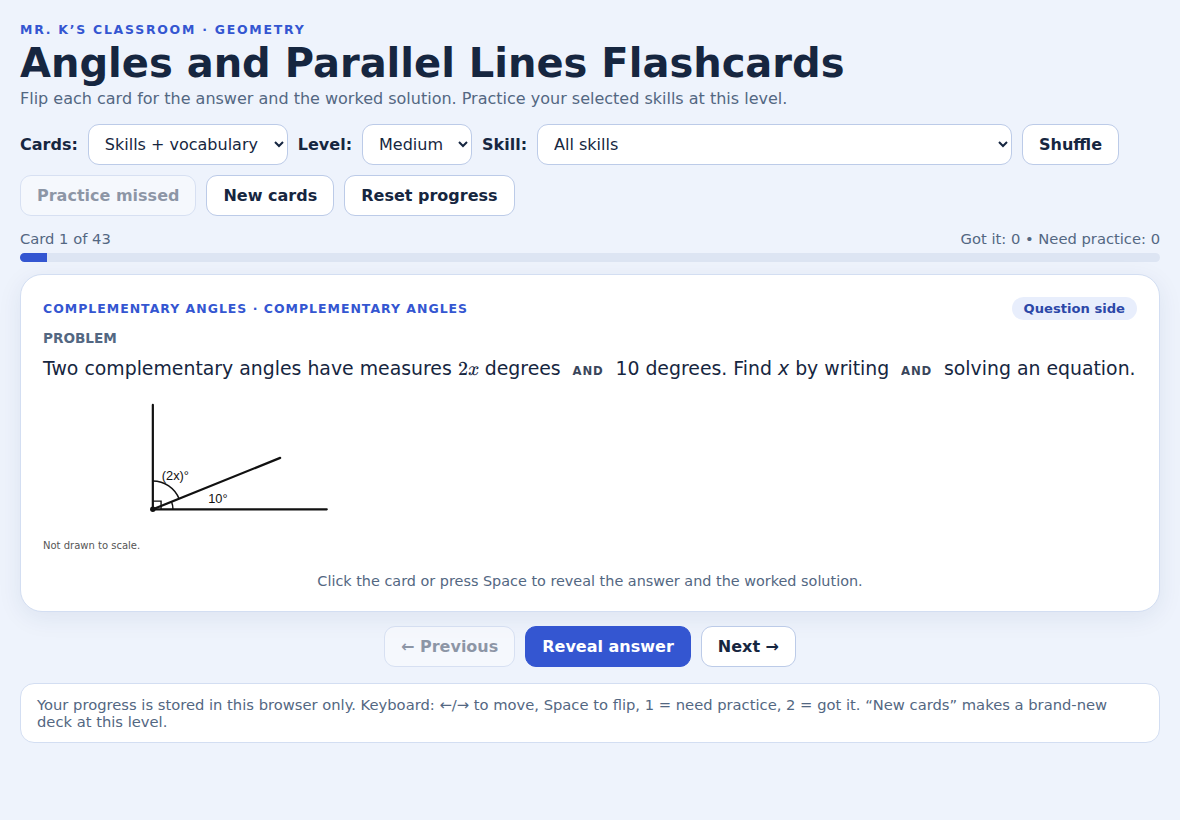 MR. K’S CLASSROOM · GEOMETRY
Angles and Parallel Lines Flashcards
Flip each card for the answer and the worked solution. Practice your selected skills at this level.
Cards: Skills + vocabulary Level: Medium Skill: All skills Shuffle
Practice missed New cards Reset progress
Card 1 of 43 Got it: 0 • Need practice: 0
COMPLEMENTARY ANGLES · COMPLEMENTARY ANGLES Question side
PROBLEM
Two complementary angles have measures 2x degrees AND 10 degrees. Find x by writing AND solving an equation.
(2x)°
10°
Not drawn to scale.
Click the card or press Space to reveal the answer and the worked solution.
← Previous Reveal answer Next →
Your progress is stored in this browser only. Keyboard: ←/→ to move, Space to flip, 1 = need practice, 2 = got it. “New cards” makes a brand-new
deck at this level.